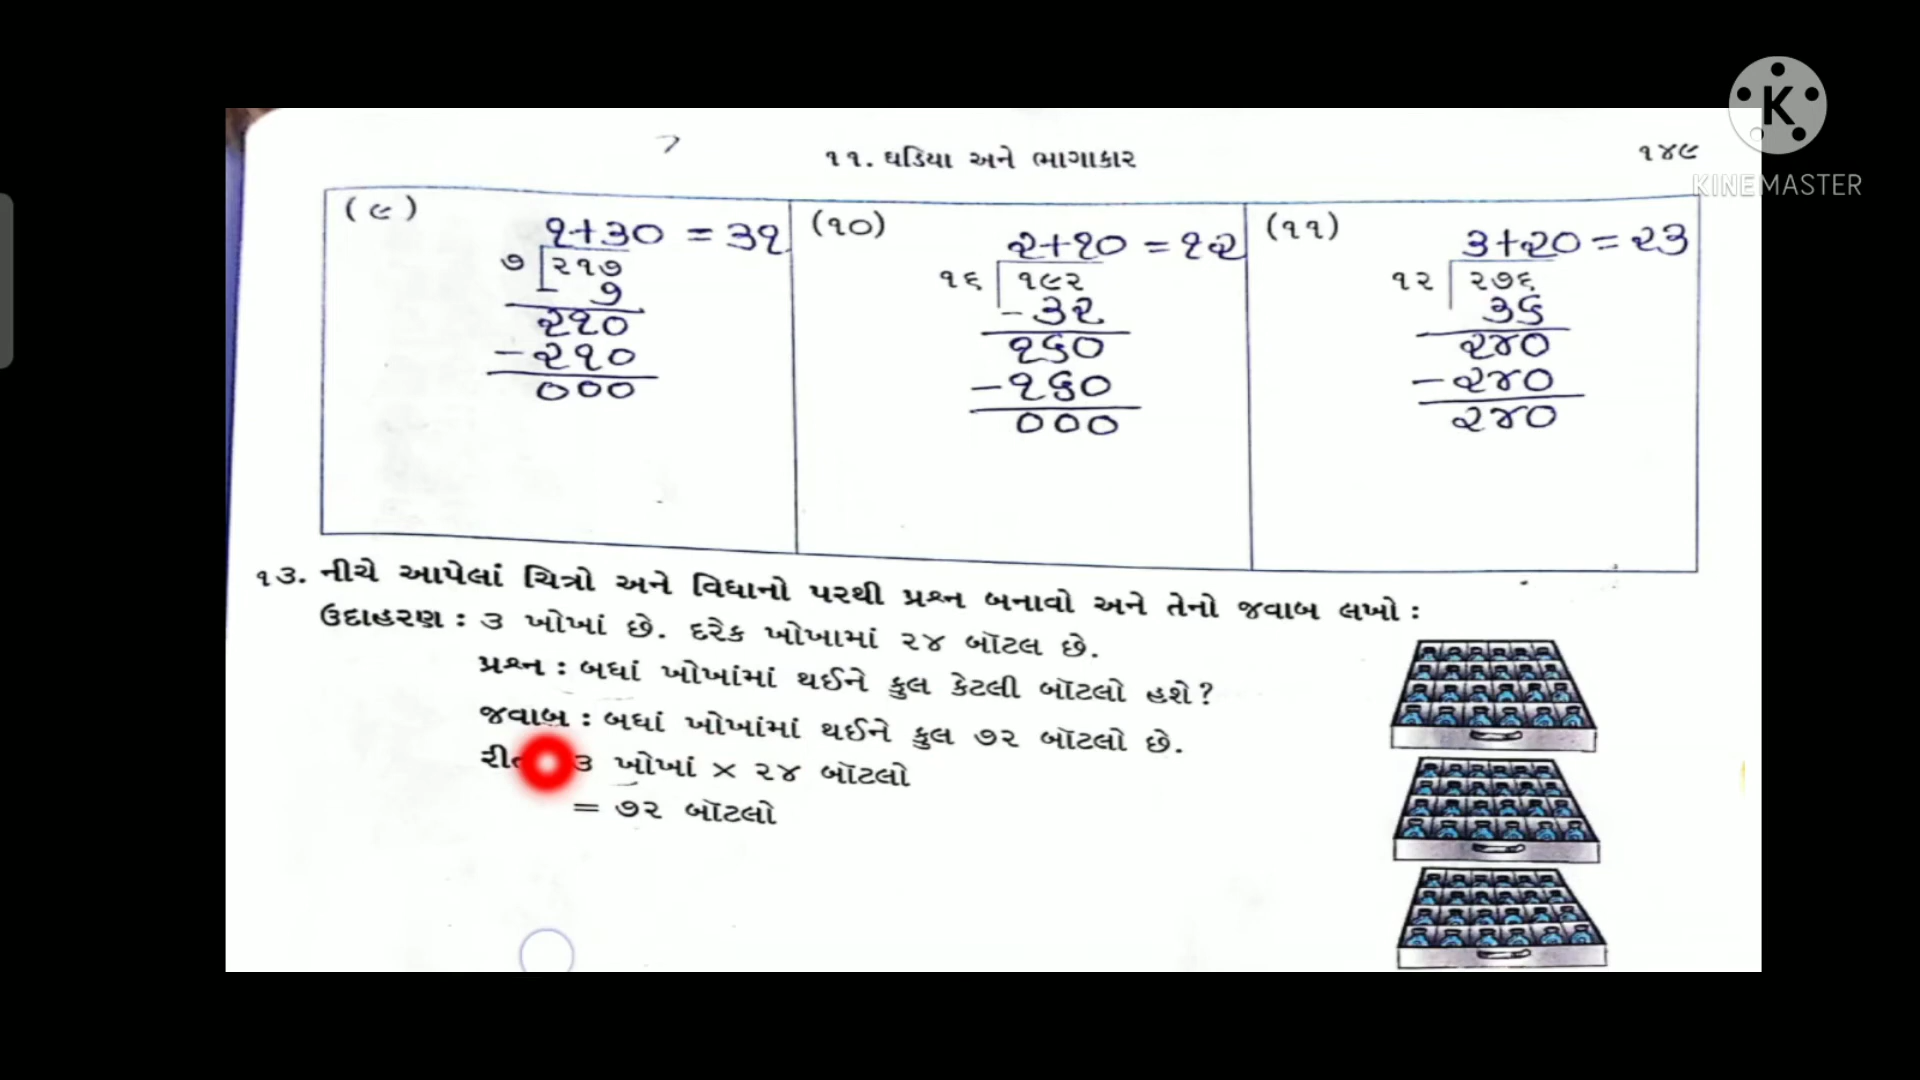 K
KINEMASTER
૧૧. ઘડિયા અને ભાગાકાર
૧૪૯
(૯)
૧+૩૦ = ૩૧
૭ ૨૧૭
- ૭
૨૧૦
-૨૧૦
૦૦૦
(૧૦)
૨+૧૦ = ૧૨
૧૬ ૧૯૨
-૩૨
૧૬૦
-૧૬૦
૦૦૦
(૧૧)
૩+૨૦ = ૨૩
૧૨ ૨૭૬
૩૬
૨૪૦
-૨૪૦
૨૪૦
૧૩. નીચે આપેલાં ચિત્રો અને વિધાનો પરથી પ્રશ્ન બનાવો અને તેનો જવાબ લખો :
ઉદાહરણ : ૩ ખોખાં છે. દરેક ખોખામાં ૨૪ બૉટલ છે.
પ્રશ્ન : બધાં ખોખાંમાં થઈને કુલ કેટલી બૉટલો હશે?
જવાબ : બધાં ખોખાંમાં થઈને કુલ ૭૨ બૉટલો છે.
૩ ખોખાં × ૨૪ બૉટલો
= ૭૨ બૉટલો